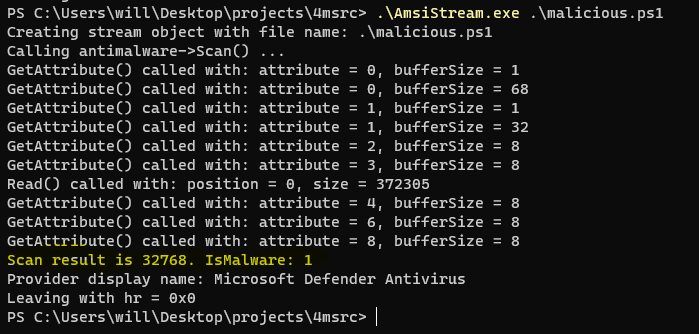 PS C:\Users\will\Desktop\projects\4msrc> .\AmsiStream.exe .\malicious.ps1
Creating stream object with file name: .\malicious.ps1
Calling antimalware->Scan() ...
GetAttribute() called with: attribute = 0, bufferSize = 1
GetAttribute() called with: attribute = 0, bufferSize = 68
GetAttribute() called with: attribute = 1, bufferSize = 1
GetAttribute() called with: attribute = 1, bufferSize = 32
GetAttribute() called with: attribute = 2, bufferSize = 8
GetAttribute() called with: attribute = 3, bufferSize = 8
Read() called with: position = 0, size = 372305
GetAttribute() called with: attribute = 4, bufferSize = 8
GetAttribute() called with: attribute = 6, bufferSize = 8
GetAttribute() called with: attribute = 8, bufferSize = 8
Scan result is 32768. IsMalware: 1
Provider display name: Microsoft Defender Antivirus
Leaving with hr = 0x0
PS C:\Users\will\Desktop\projects\4msrc>